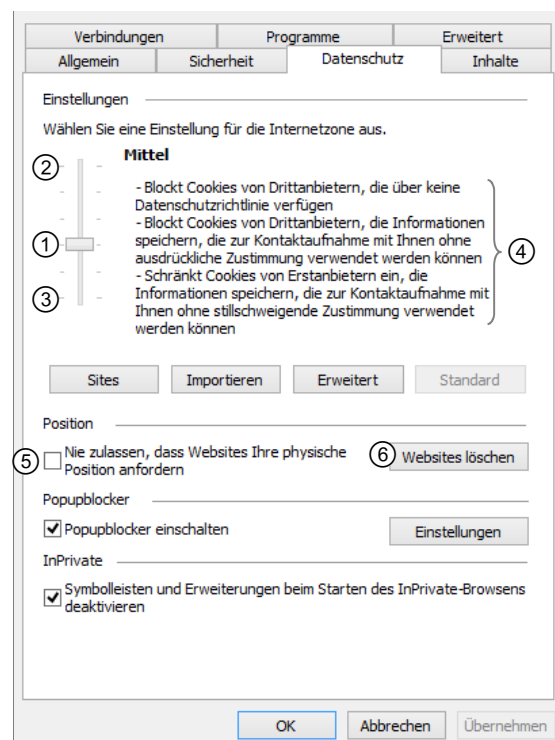 Verbindungen Programme Erweitert
Allgemein Sicherheit Datenschutz Inhalte
Einstellungen
Wählen Sie eine Einstellung für die Internetzone aus.
Mittel
②
- Blockt Cookies von Drittanbietern, die über keine
Datenschutzrichtlinie verfügen
- Blockt Cookies von Drittanbietern, die Informationen
① speichern, die zur Kontaktaufnahme mit Ihnen ohne ④
ausdrückliche Zustimmung verwendet werden können
- Schränkt Cookies von Erstanbietern ein, die
③ Informationen speichern, die zur Kontaktaufnahme mit
Ihnen ohne stillschweigende Zustimmung verwendet
werden können
Sites Importieren Erweitert Standard
Position
⑤ Nie zulassen, dass Websites Ihre physische ⑥ Websites löschen
Position anfordern
Popupblocker
Popupblocker einschalten Einstellungen
InPrivate
Symbolleisten und Erweiterungen beim Starten des InPrivate-Browsens
deaktivieren
OK Abbrechen Übernehmen